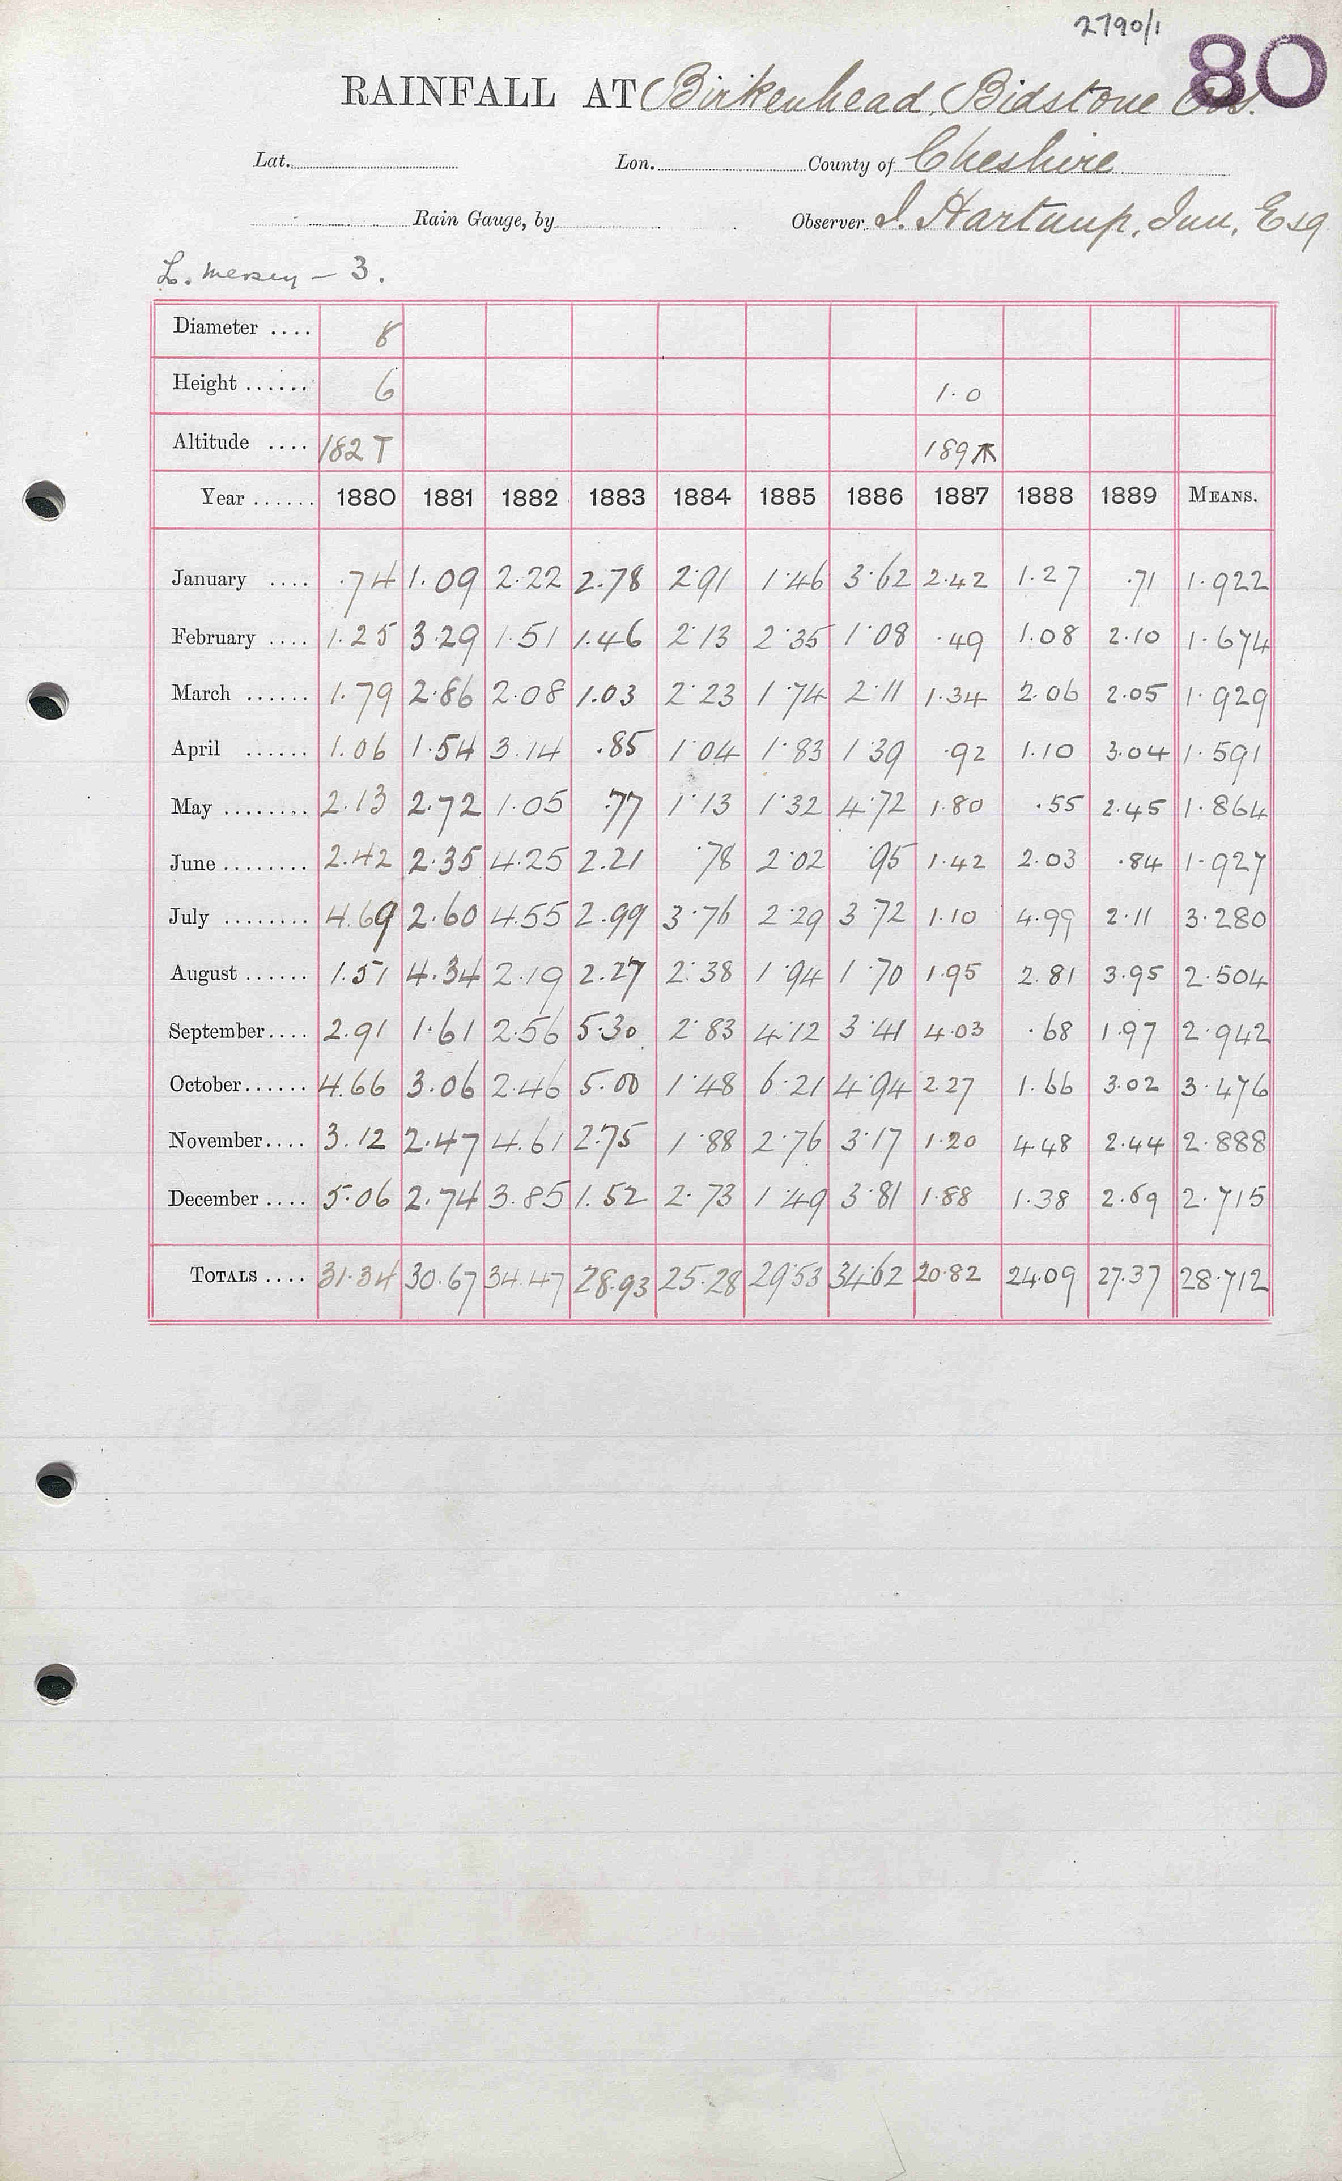 2790/1
80
RAINFALL AT Birkenhead, Bidstone Obs.
Lat. Lon. County of Cheshire
Rain Gauge, by Observer J. Hartnup, Jun, Esq
L. Mersey - 3.
Diameter .... 8
Height ...... 6 1.0
Altitude .... 182 T 189
Year ...... 1880 1881 1882 1883 1884 1885 1886 1887 1888 1889 MEANS.
January .... .74 1.09 2.22 2.78 2.91 1.46 3.62 2.42 1.27 .71 1.922
February .... 1.25 3.29 1.51 1.46 2.13 2.35 1.08 .49 1.08 2.10 1.674
March ...... 1.79 2.86 2.08 1.03 2.23 1.74 2.11 1.34 2.06 2.05 1.929
April ...... 1.06 1.54 3.14 .85 1.04 1.83 1.39 .92 1.10 3.04 1.591
May ........ 2.13 2.72 1.05 .77 1.13 1.32 4.72 1.80 .55 2.45 1.864
June ........ 2.42 2.35 4.25 2.21 .78 2.02 .95 1.42 2.03 .84 1.927
July ........ 4.69 2.60 4.55 2.99 3.76 2.29 3.72 1.10 4.99 2.11 3.280
August ...... 1.51 4.34 2.19 2.27 2.38 1.94 1.70 1.95 2.81 3.95 2.504
September.... 2.91 1.61 2.56 5.30 2.83 4.12 3.41 4.03 .68 1.97 2.942
October...... 4.66 3.06 2.46 5.00 1.48 6.21 4.94 2.27 1.66 3.02 3.476
November.... 3.12 2.47 4.61 2.75 1.88 2.76 3.17 1.20 4.48 2.44 2.888
December .... 5.06 2.74 3.85 1.52 2.73 1.49 3.81 1.88 1.38 2.69 2.715
TOTALS .... 31.34 30.67 34.47 28.93 25.28 29.53 34.62 20.82 24.09 27.37 28.712